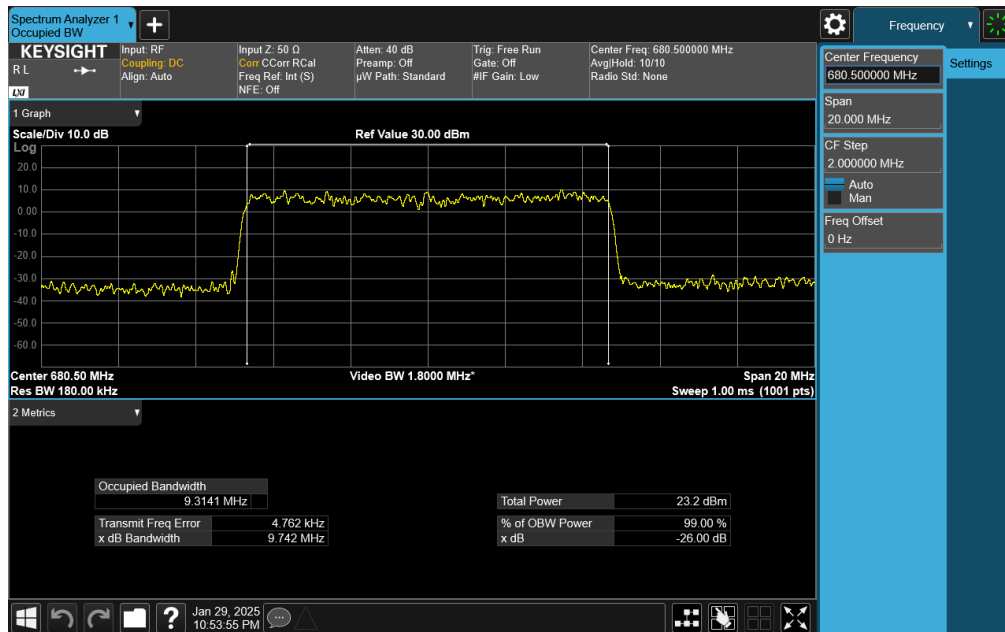 Spectrum Analyzer 1
Occupied BW
Frequency
KEYSIGHT
R L
LXI
Input: RF
Coupling: DC
Align: Auto
Input Z: 50 Ω
Corr CCorr RCal
Freq Ref: Int (S)
NFE: Off
Atten: 40 dB
Preamp: Off
µW Path: Standard
Trig: Free Run
Gate: Off
#IF Gain: Low
Center Freq: 680.500000 MHz
Avg|Hold: 10/10
Radio Std: None
Center Frequency
680.500000 MHz
Settings
Span
20.000 MHz
CF Step
2.000000 MHz
Auto
Man
Freq Offset
0 Hz
1 Graph
Scale/Div 10.0 dB
Ref Value 30.00 dBm
Log
20.0
10.0
0.00
-10.0
-20.0
-30.0
-40.0
-50.0
-60.0
Center 680.50 MHz
Video BW 1.8000 MHz*
Span 20 MHz
Res BW 180.00 kHz
Sweep 1.00 ms (1001 pts)
2 Metrics
Occupied Bandwidth
9.3141 MHz
Total Power 23.2 dBm
Transmit Freq Error 4.762 kHz
% of OBW Power 99.00 %
x dB Bandwidth 9.742 MHz
x dB -26.00 dB
Jan 29, 2025
10:53:55 PM